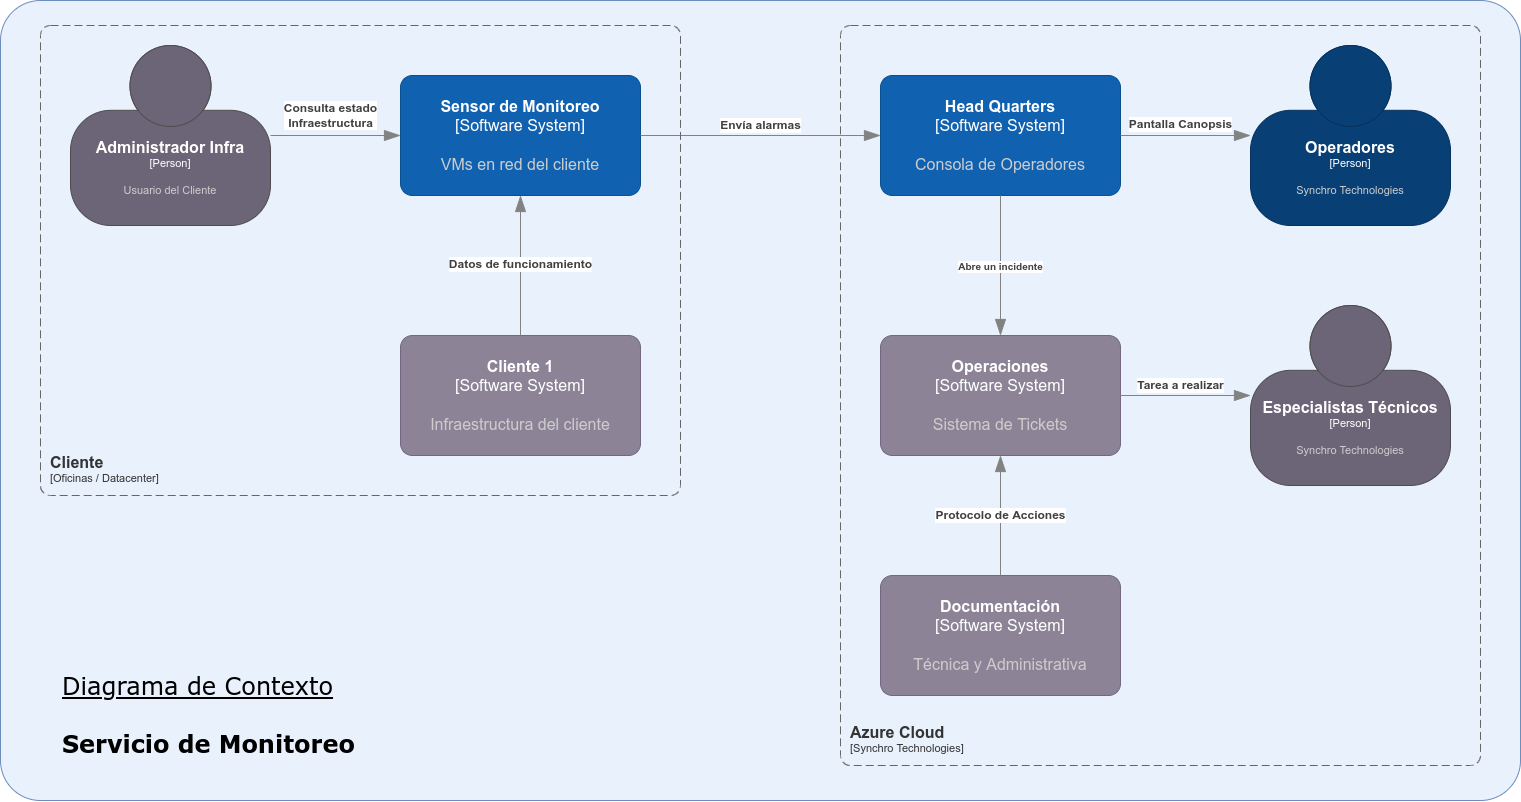 Administrador Infra
[Person]
Usuario del Cliente
Consulta estado
Infraestructura
Sensor de Monitoreo
[Software System]
VMs en red del cliente
Envía alarmas
Head Quarters
[Software System]
Consola de Operadores
Pantalla Canopsis
Operadores
[Person]
Synchro Technologies
Datos de funcionamiento
Abre un incidente
Cliente 1
[Software System]
Infraestructura del cliente
Operaciones
[Software System]
Sistema de Tickets
Tarea a realizar
Especialistas Técnicos
[Person]
Synchro Technologies
Cliente
[Oficinas / Datacenter]
Protocolo de Acciones
Documentación
[Software System]
Técnica y Administrativa
Diagrama de Contexto
Servicio de Monitoreo
Azure Cloud
[Synchro Technologies]